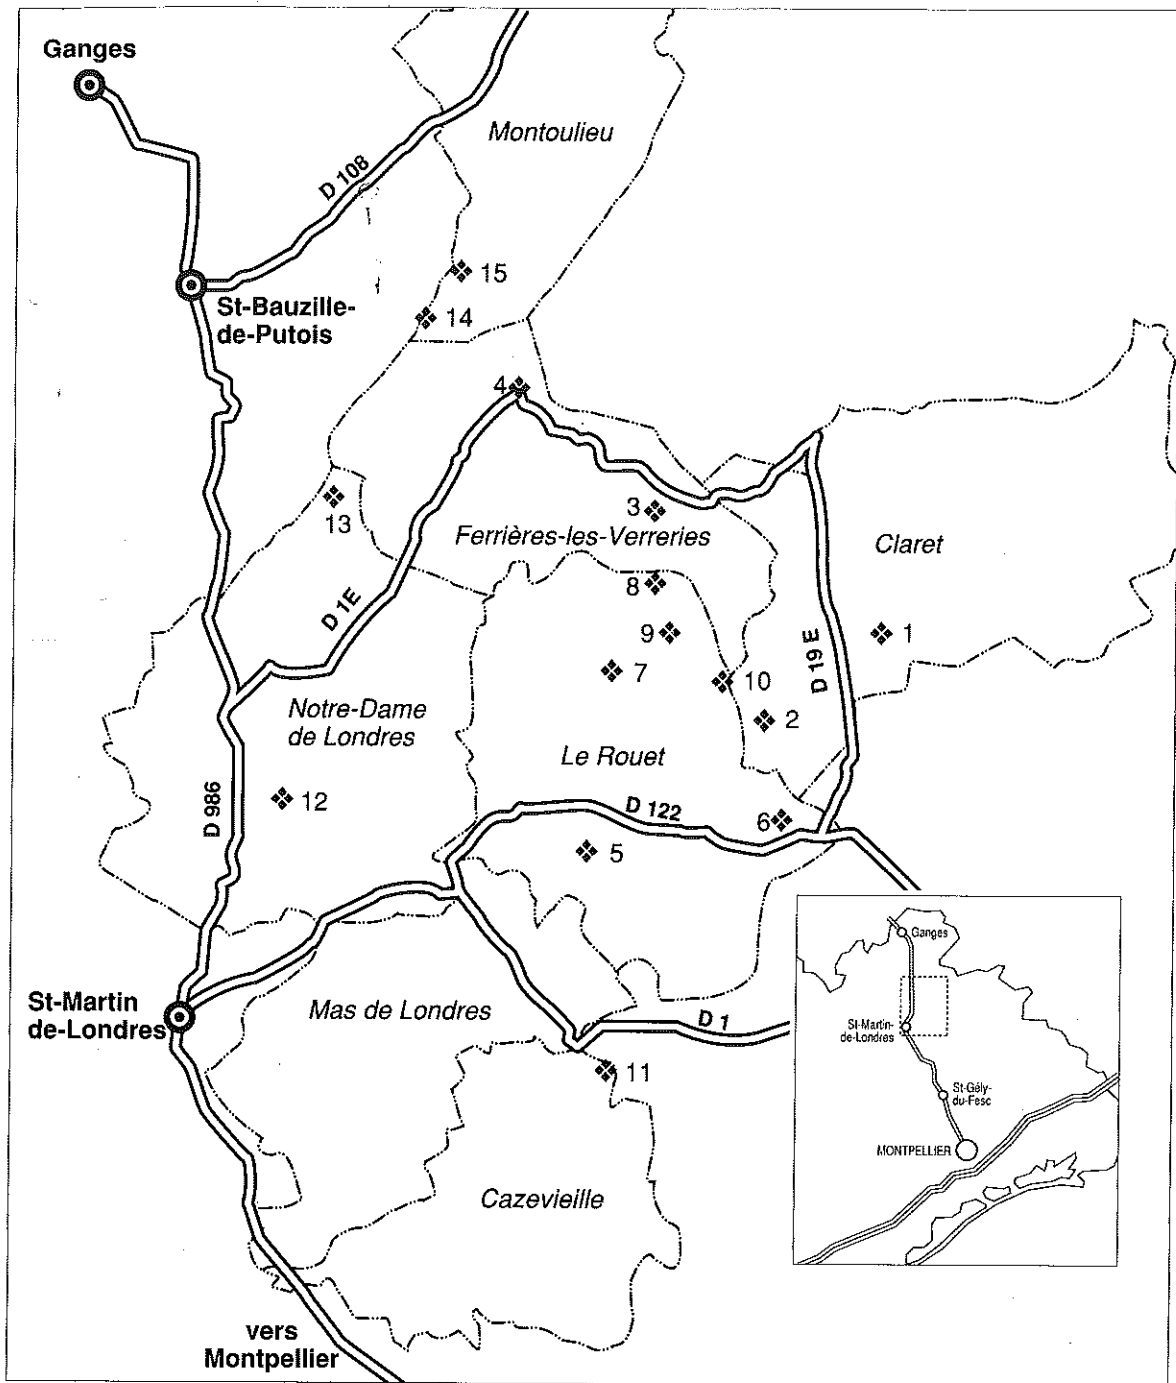 Ganges
Montoulieu
D 108
15
St-Bauzille-
de-Putois
14
4
3
13
Ferrières-les-Verreries
Claret
8
D 1E
9
1
D 19 E
7
10
Notre-Dame
de Londres
2
Le Rouet
12
D 986
D 122
6
5
Ganges
St-Martin
de-Londres
Mas de Londres
D 1
St-Martin-
de-Londres
11
St-Gély-
du-Fesc
MONTPELLIER
Cazevieille
vers
Montpellier